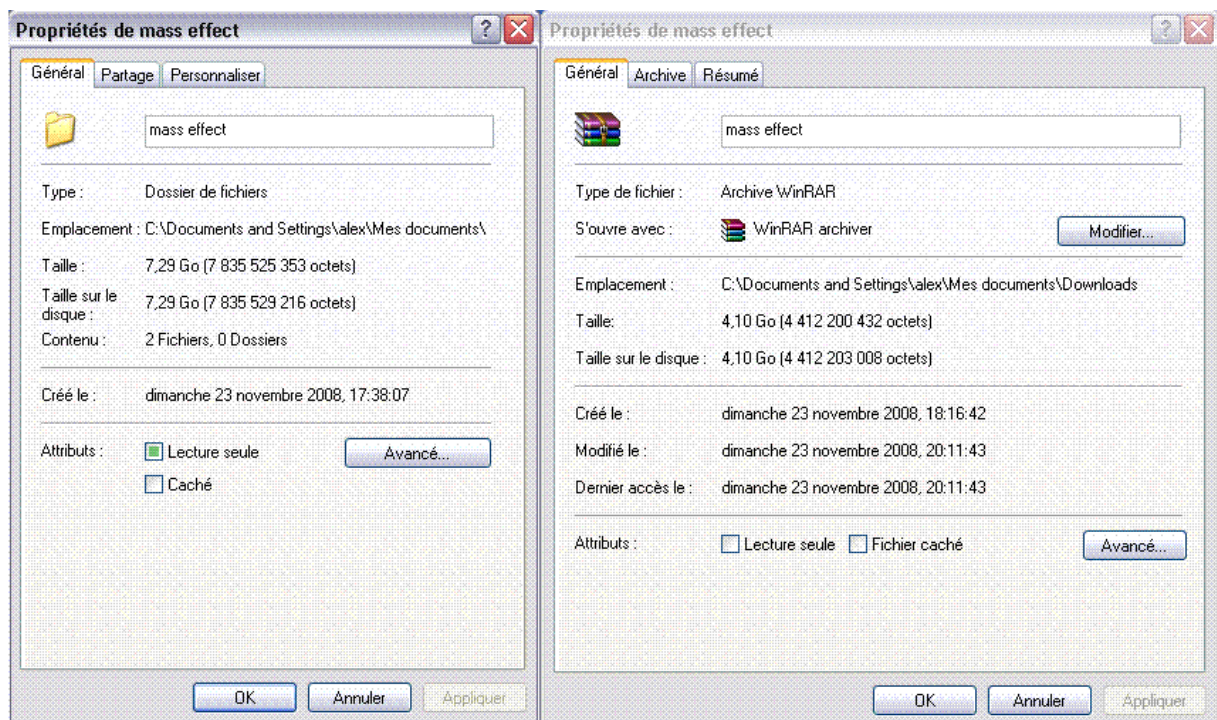 Propriétés de mass effect
Général Partage Personnaliser
mass effect
Type : Dossier de fichiers
Emplacement : C:\Documents and Settings\alex\Mes documents\
Taille : 7,29 Go (7 835 525 353 octets)
Taille sur le disque : 7,29 Go (7 835 529 216 octets)
Contenu : 2 Fichiers, 0 Dossiers
Créé le : dimanche 23 novembre 2008, 17:38:07
Attributs : Lecture seule Avancé...
Caché
OK Annuler Appliquer
Propriétés de mass effect
Général Archive Résumé
mass effect
Type de fichier : Archive WinRAR
S'ouvre avec : WinRAR archiver Modifier...
Emplacement : C:\Documents and Settings\alex\Mes documents\Downloads
Taille: 4,10 Go (4 412 200 432 octets)
Taille sur le disque : 4,10 Go (4 412 203 008 octets)
Créé le : dimanche 23 novembre 2008, 18:16:42
Modifié le : dimanche 23 novembre 2008, 20:11:43
Dernier accès le : dimanche 23 novembre 2008, 20:11:43
Attributs : Lecture seule Fichier caché Avancé...
OK Annuler Appliquer